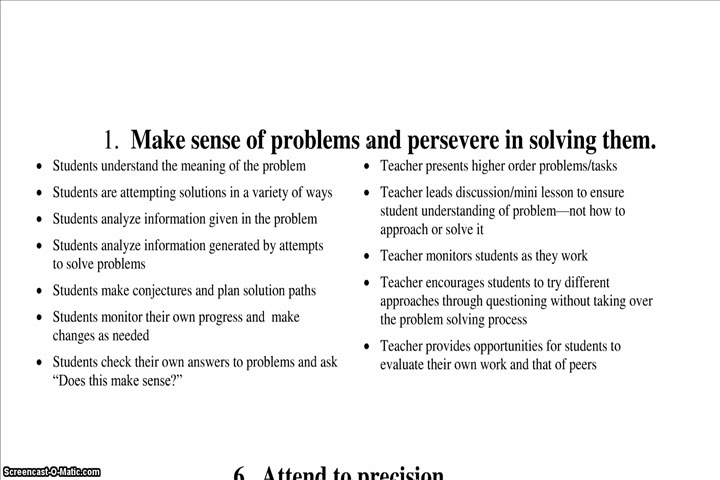 1. Make sense of problems and persevere in solving them.
• Students understand the meaning of the problem
• Students are attempting solutions in a variety of ways
• Students analyze information given in the problem
• Students analyze information generated by attempts
to solve problems
• Students make conjectures and plan solution paths
• Students monitor their own progress and make
changes as needed
• Students check their own answers to problems and ask
“Does this make sense?”
• Teacher presents higher order problems/tasks
• Teacher leads discussion/mini lesson to ensure
student understanding of problem—not how to
approach or solve it
• Teacher monitors students as they work
• Teacher encourages students to try different
approaches through questioning without taking over
the problem solving process
• Teacher provides opportunities for students to
evaluate their own work and that of peers
6. Attend to precision
Screencast-O-Matic.com